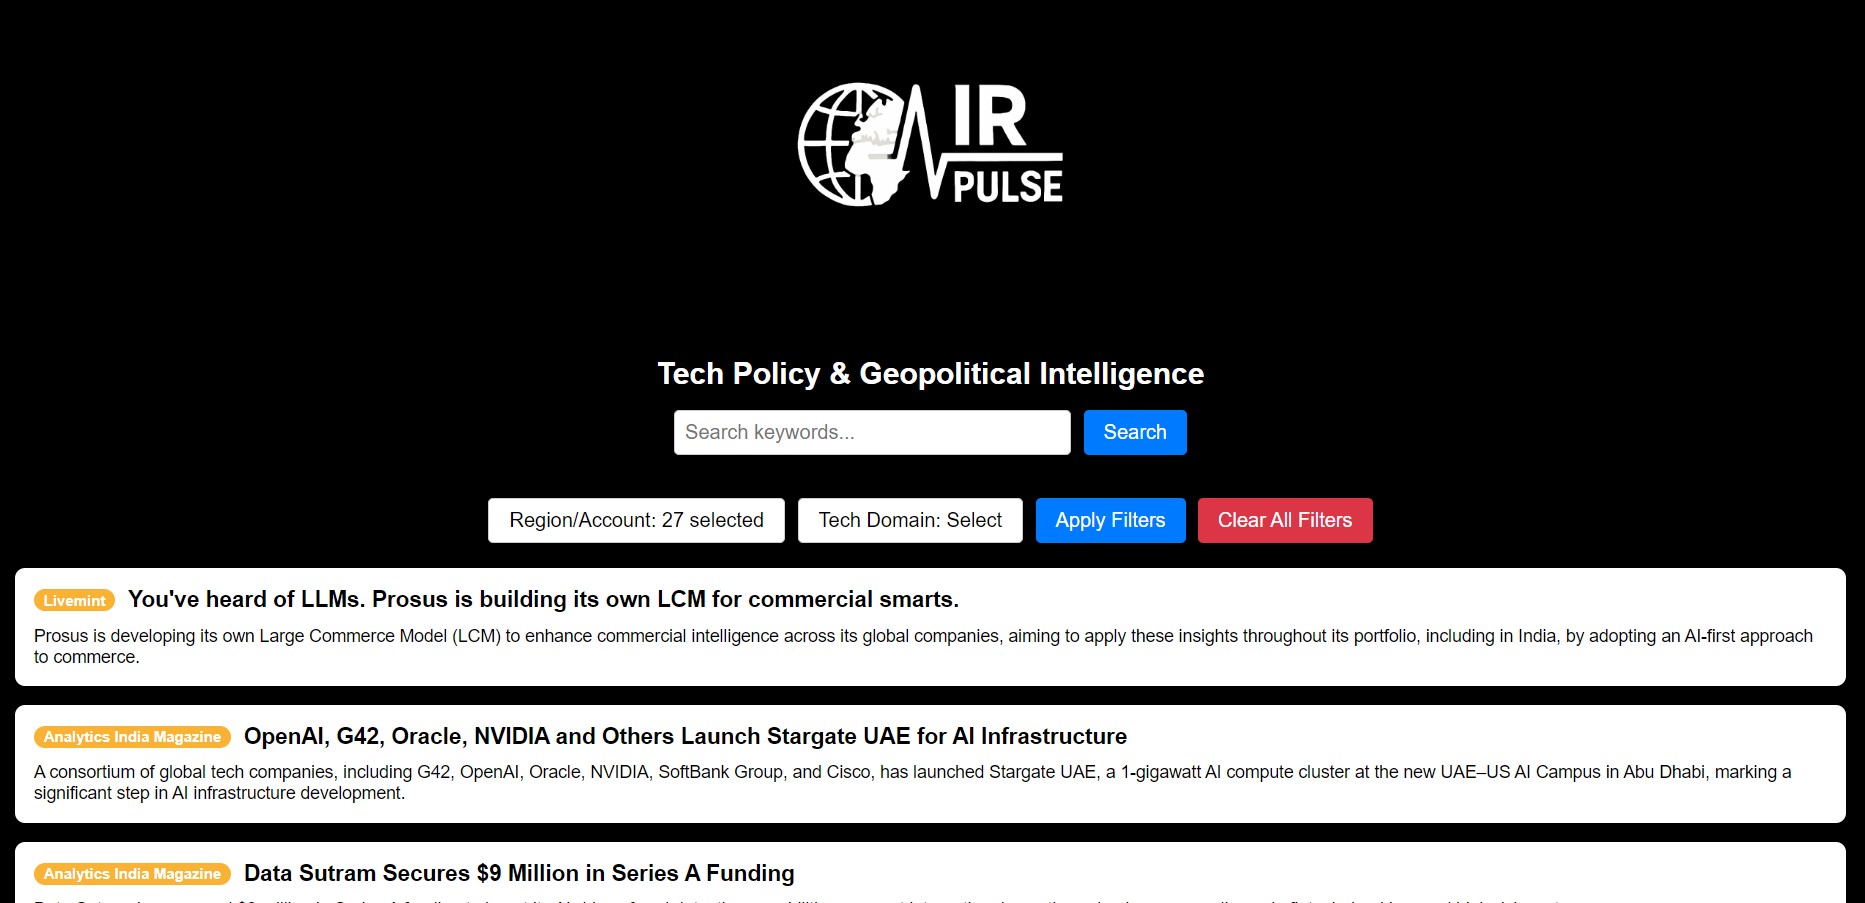 IR
PULSE
Tech Policy & Geopolitical Intelligence
Search keywords...
Search
Region/Account: 27 selected
Tech Domain: Select
Apply Filters
Clear All Filters
Livemint You've heard of LLMs. Prosus is building its own LCM for commercial smarts.
Prosus is developing its own Large Commerce Model (LCM) to enhance commercial intelligence across its global companies, aiming to apply these insights throughout its portfolio, including in India, by adopting an AI-first approach
to commerce.
Analytics India Magazine OpenAI, G42, Oracle, NVIDIA and Others Launch Stargate UAE for AI Infrastructure
A consortium of global tech companies, including G42, OpenAI, Oracle, NVIDIA, SoftBank Group, and Cisco, has launched Stargate UAE, a 1-gigawatt AI compute cluster at the new UAE–US AI Campus in Abu Dhabi, marking a
significant step in AI infrastructure development.
Analytics India Magazine Data Sutram Secures $9 Million in Series A Funding